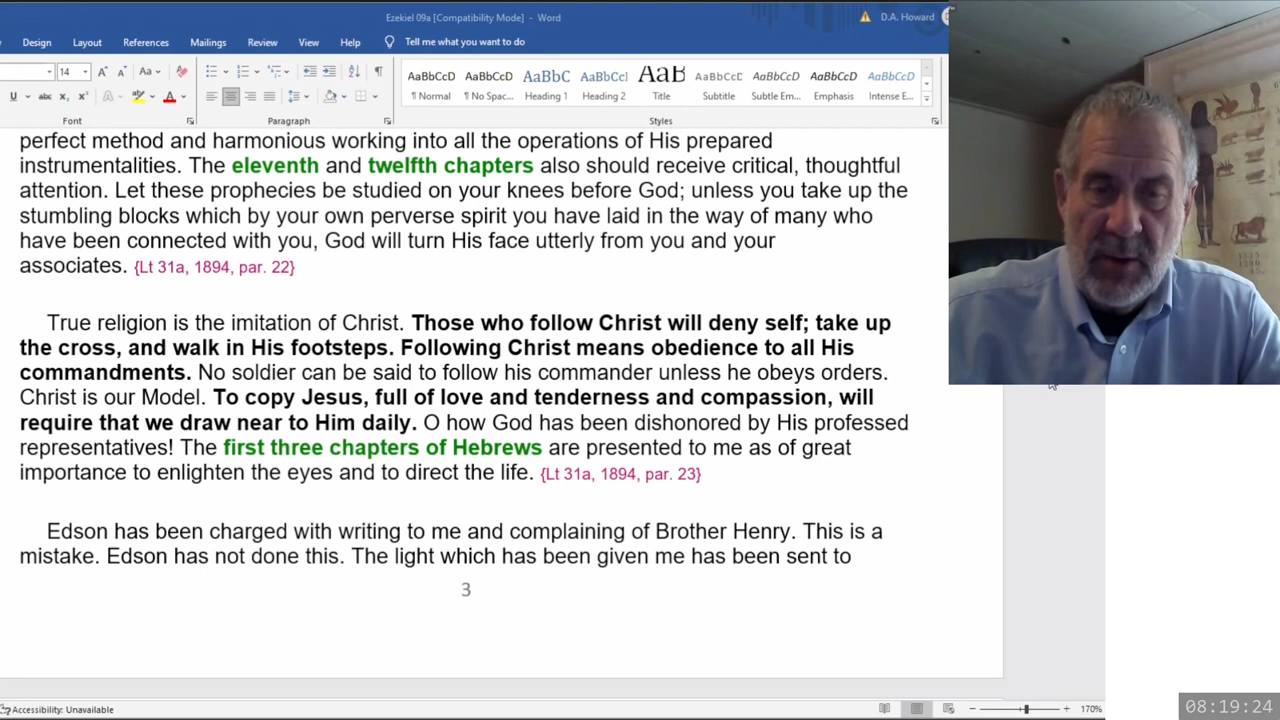 Ezekiel 09a [Compatibility Mode] - Word
D.A. Howard
Design Layout References Mailings Review View Help Tell me what you want to do
14 Aa
U abc x₂ x² A A
AaBbCcD AaBbCcD AaBbC AaBbCcI AaB AaBbCcD AaBbCcD AaBbCcD AaBbCcD
¶ Normal ¶ No Spac... Heading 1 Heading 2 Title Subtitle Subtle Em... Emphasis Intense E...
Font Paragraph Styles
perfect method and harmonious working into all the operations of His prepared
instrumentalities. The eleventh and twelfth chapters also should receive critical, thoughtful
attention. Let these prophecies be studied on your knees before God; unless you take up the
stumbling blocks which by your own perverse spirit you have laid in the way of many who
have been connected with you, God will turn His face utterly from you and your
associates. {Lt 31a, 1894, par. 22}
True religion is the imitation of Christ. Those who follow Christ will deny self; take up
the cross, and walk in His footsteps. Following Christ means obedience to all His
commandments. No soldier can be said to follow his commander unless he obeys orders.
Christ is our Model. To copy Jesus, full of love and tenderness and compassion, will
require that we draw near to Him daily. O how God has been dishonored by His professed
representatives! The first three chapters of Hebrews are presented to me as of great
importance to enlighten the eyes and to direct the life. {Lt 31a, 1894, par. 23}
Edson has been charged with writing to me and complaining of Brother Henry. This is a
mistake. Edson has not done this. The light which has been given me has been sent to
3
Accessibility: Unavailable
170%
08:19:24